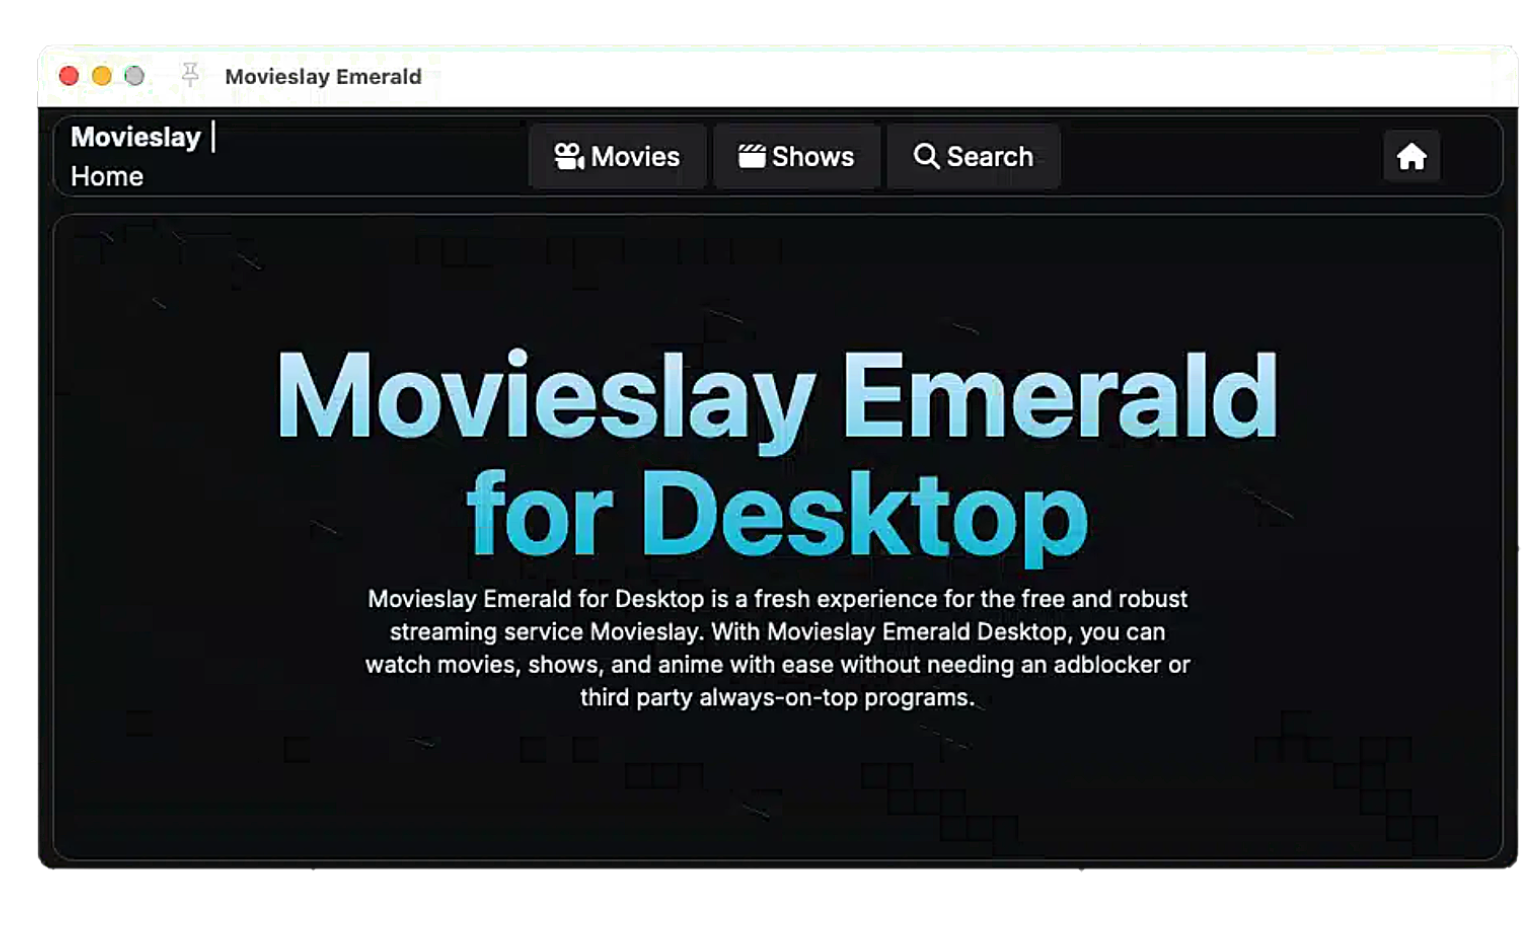 Movieslay Emerald
Movieslay |
Home
Movies
Shows
Search
Movieslay Emerald
for Desktop
Movieslay Emerald for Desktop is a fresh experience for the free and robust
streaming service Movieslay. With Movieslay Emerald Desktop, you can
watch movies, shows, and anime with ease without needing an adblocker or
third party always-on-top programs.